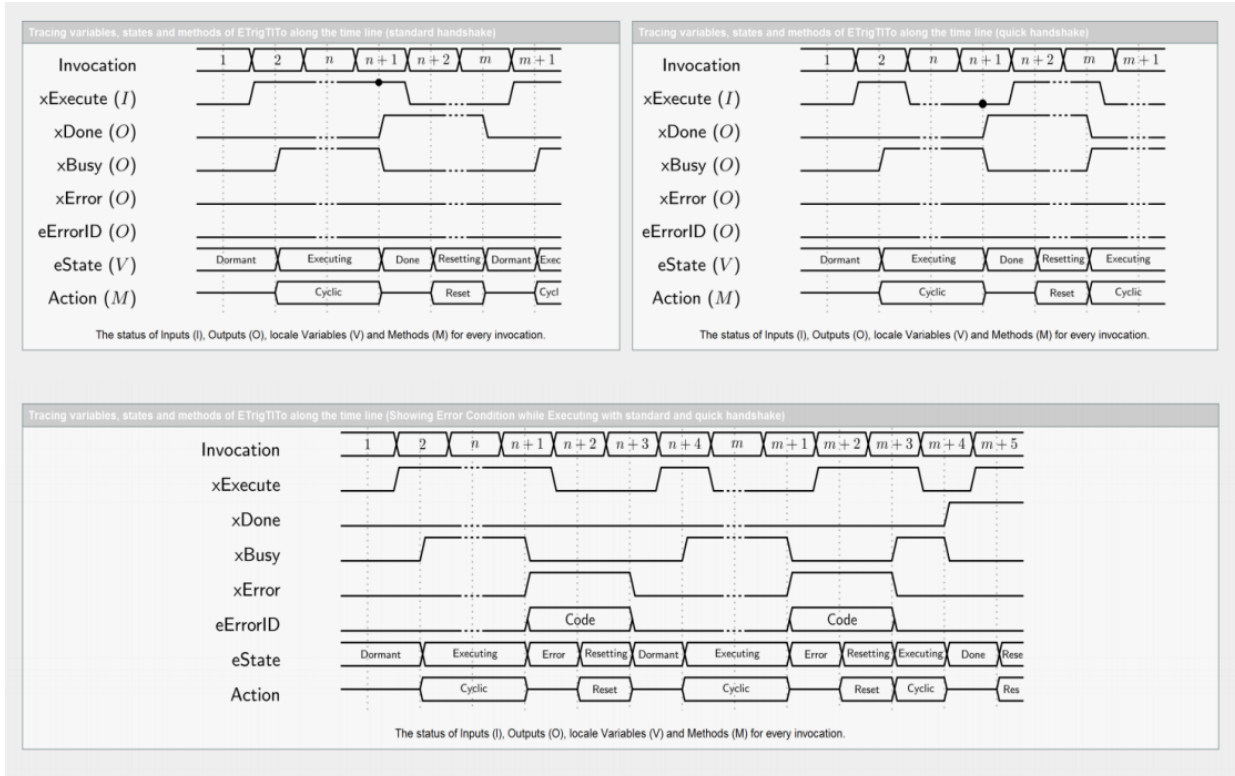 Tracing variables, states and methods of ETrigTlTo along the time line (standard handshake)
Invocation 1 2 n n + 1 n + 2 m m + 1
xExecute (I)
xDone (O)
xBusy (O)
xError (O)
eErrorID (O)
eState (V) Dormant Executing Done Resetting Dormant Exec
Action (M) Cyclic Reset Cycl
The status of Inputs (I), Outputs (O), locale Variables (V) and Methods (M) for every invocation.
Tracing variables, states and methods of ETrigTlTo along the time line (quick handshake)
Invocation 1 2 n n + 1 n + 2 m m + 1
xExecute (I)
xDone (O)
xBusy (O)
xError (O)
eErrorID (O)
eState (V) Dormant Executing Done Resetting Executing
Action (M) Cyclic Reset Cyclic
The status of Inputs (I), Outputs (O), locale Variables (V) and Methods (M) for every invocation.
Tracing variables, states and methods of ETrigTlTo along the time line (Showing Error Condition while Executing with standard and quick handshake)
Invocation 1 2 n n + 1 n + 2 n + 3 n + 4 m m + 1 m + 2 m + 3 m + 4 m + 5
xExecute
xDone
xBusy
xError
eErrorID Code Code
eState Dormant Executing Error Resetting Dormant Executing Error Resetting Executing Done Rese
Action Cyclic Reset Cyclic Reset Cyclic Res
The status of Inputs (I), Outputs (O), locale Variables (V) and Methods (M) for every invocation.